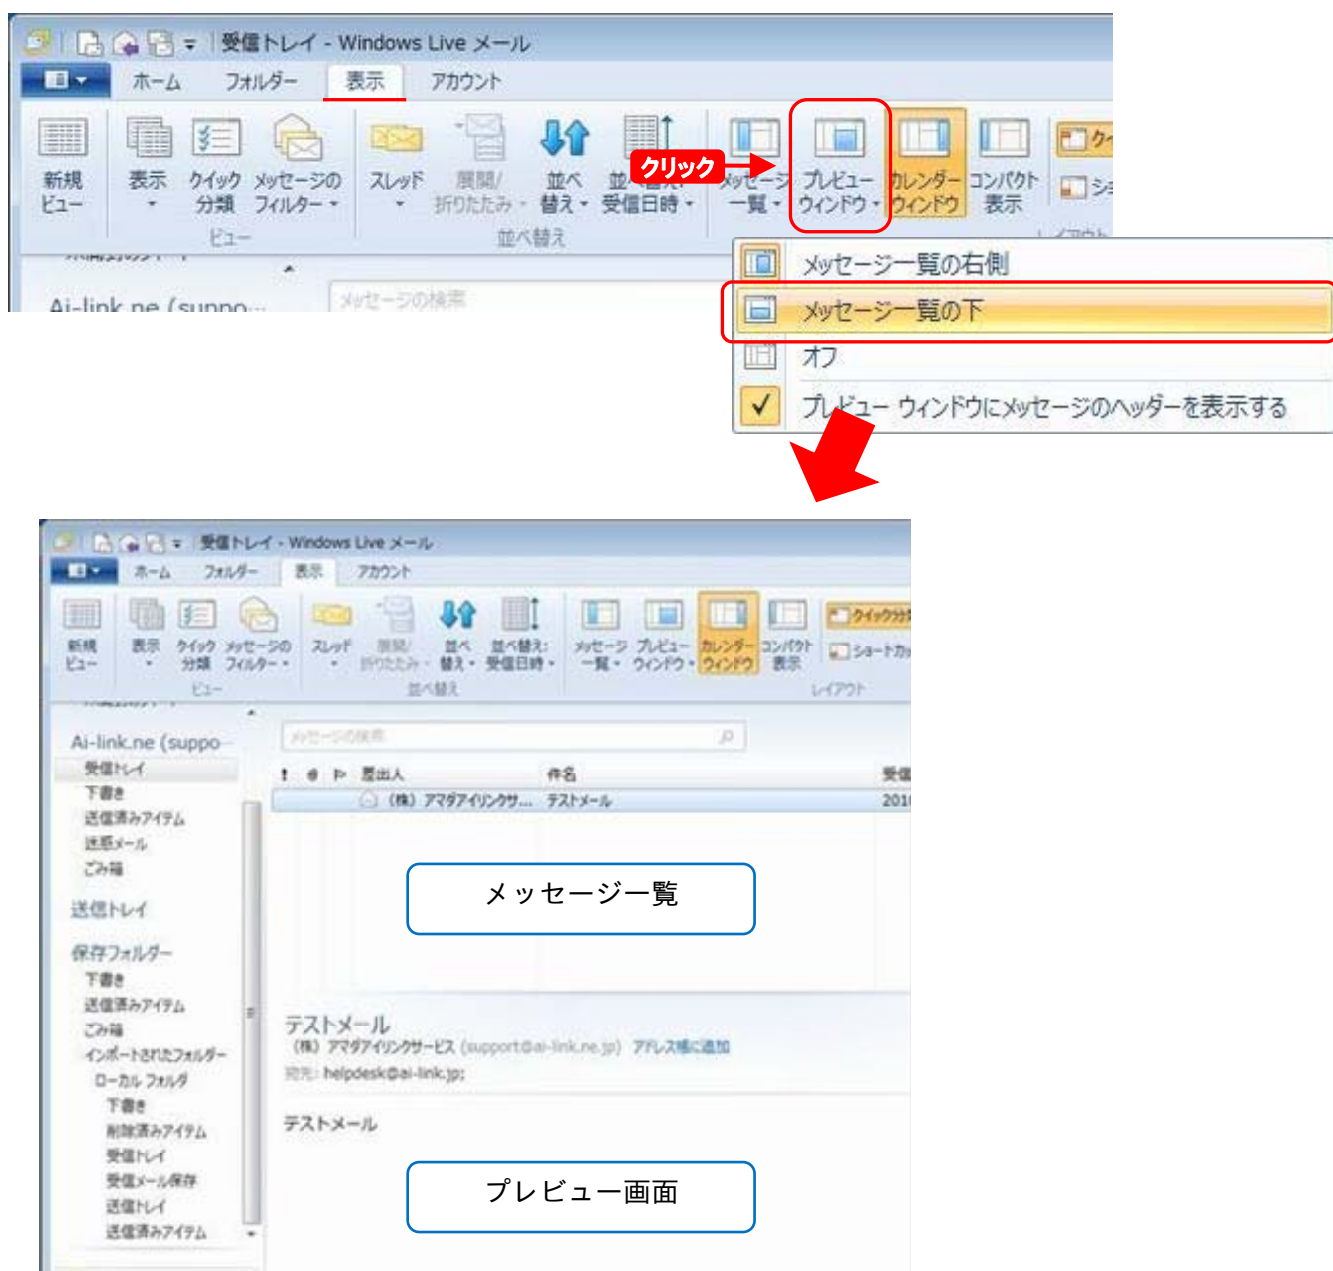 受信トレイ - Windows Live メール
ホーム フォルダー 表示 アカウント
新規 ビュー
表示
クイック 分類
メッセージの フィルター
スレッド
展開/ 折りたたみ
並べ 替え
受信日時
クリック
メッセージ 一覧
プレビュー ウィンドウ
カレンダー ウィンドウ
コンパクト 表示
ビュー
並べ替え
Ai-link.ne (suppo...
メッセージの検索
メッセージ一覧の右側
メッセージ一覧の下
オフ
プレビュー ウィンドウにメッセージのヘッダーを表示する
受信トレイ - Windows Live メール
ホーム フォルダー 表示 アカウント
新規 ビュー
表示
クイック 分類
メッセージの フィルター
スレッド
展開/ 折りたたみ
並べ 替え
並べ替え: 受信日時
メッセージ 一覧
プレビュー ウィンドウ
カレンダー ウィンドウ
コンパクト 表示
クイック分
ショートカ
ビュー
並べ替え
レイアウト
Ai-link.ne (suppo...
受信トレイ
下書き
送信済みアイテム
迷惑メール
ごみ箱
送信トレイ
保存フォルダー
下書き
送信済みアイテム
ごみ箱
インポートされたフォルダー
ローカル フォルダ
下書き
削除済みアイテム
受信トレイ
受信メール保存
送信トレイ
送信済みアイテム
メッセージの検索
差出人 件名 受信
(株) アマダアイリンクサ... テストメール 201
メッセージ一覧
テストメール
(株) アマダアイリンクサービス (support@ai-link.ne.jp) アドレス帳に追加
宛先: helpdesk@ai-link.jp;
テストメール
プレビュー画面